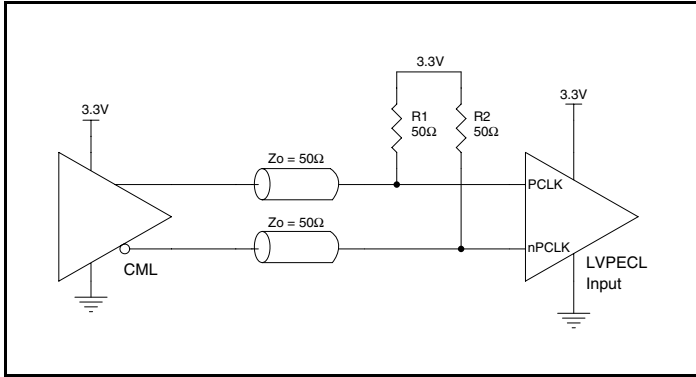 3.3V
3.3V
3.3V
R1
50Ω
R2
50Ω
Zo = 50Ω
PCLK
Zo = 50Ω
nPCLK
CML
LVPECL
Input